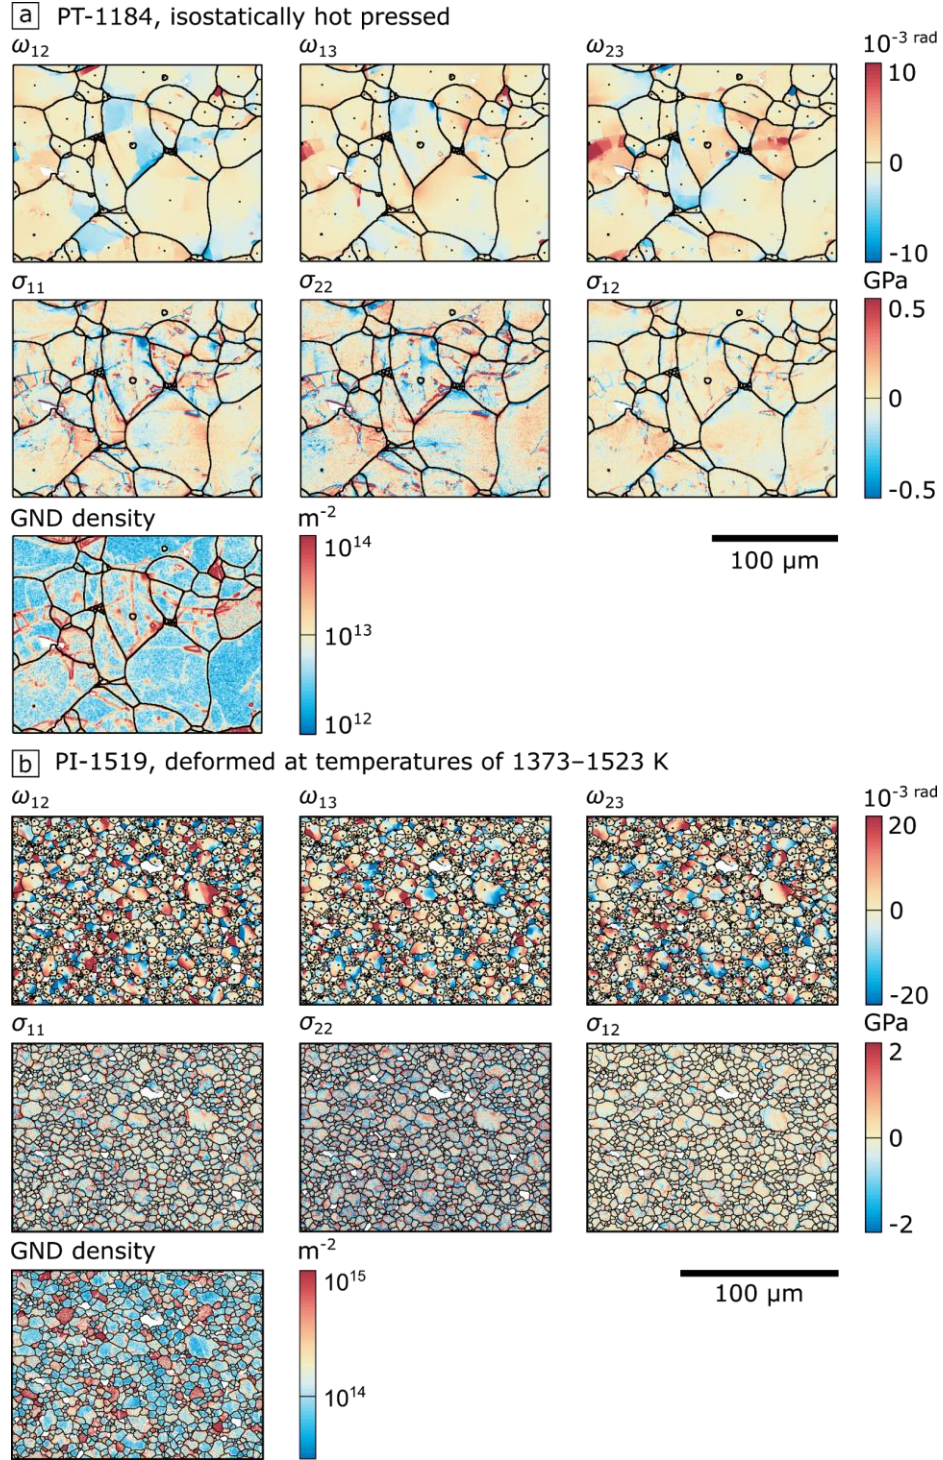 a PT-1184, isostatically hot pressed
ω12 ω13 ω23 10-3 rad
10
0
-10
σ11 σ22 σ12 GPa
0.5
0
-0.5
GND density m-2
1014
1013
1012
100 μm
b PI-1519, deformed at temperatures of 1373–1523 K
ω12 ω13 ω23 10-3 rad
20
0
-20
σ11 σ22 σ12 GPa
2
0
-2
GND density m-2
1015
1014
100 μm